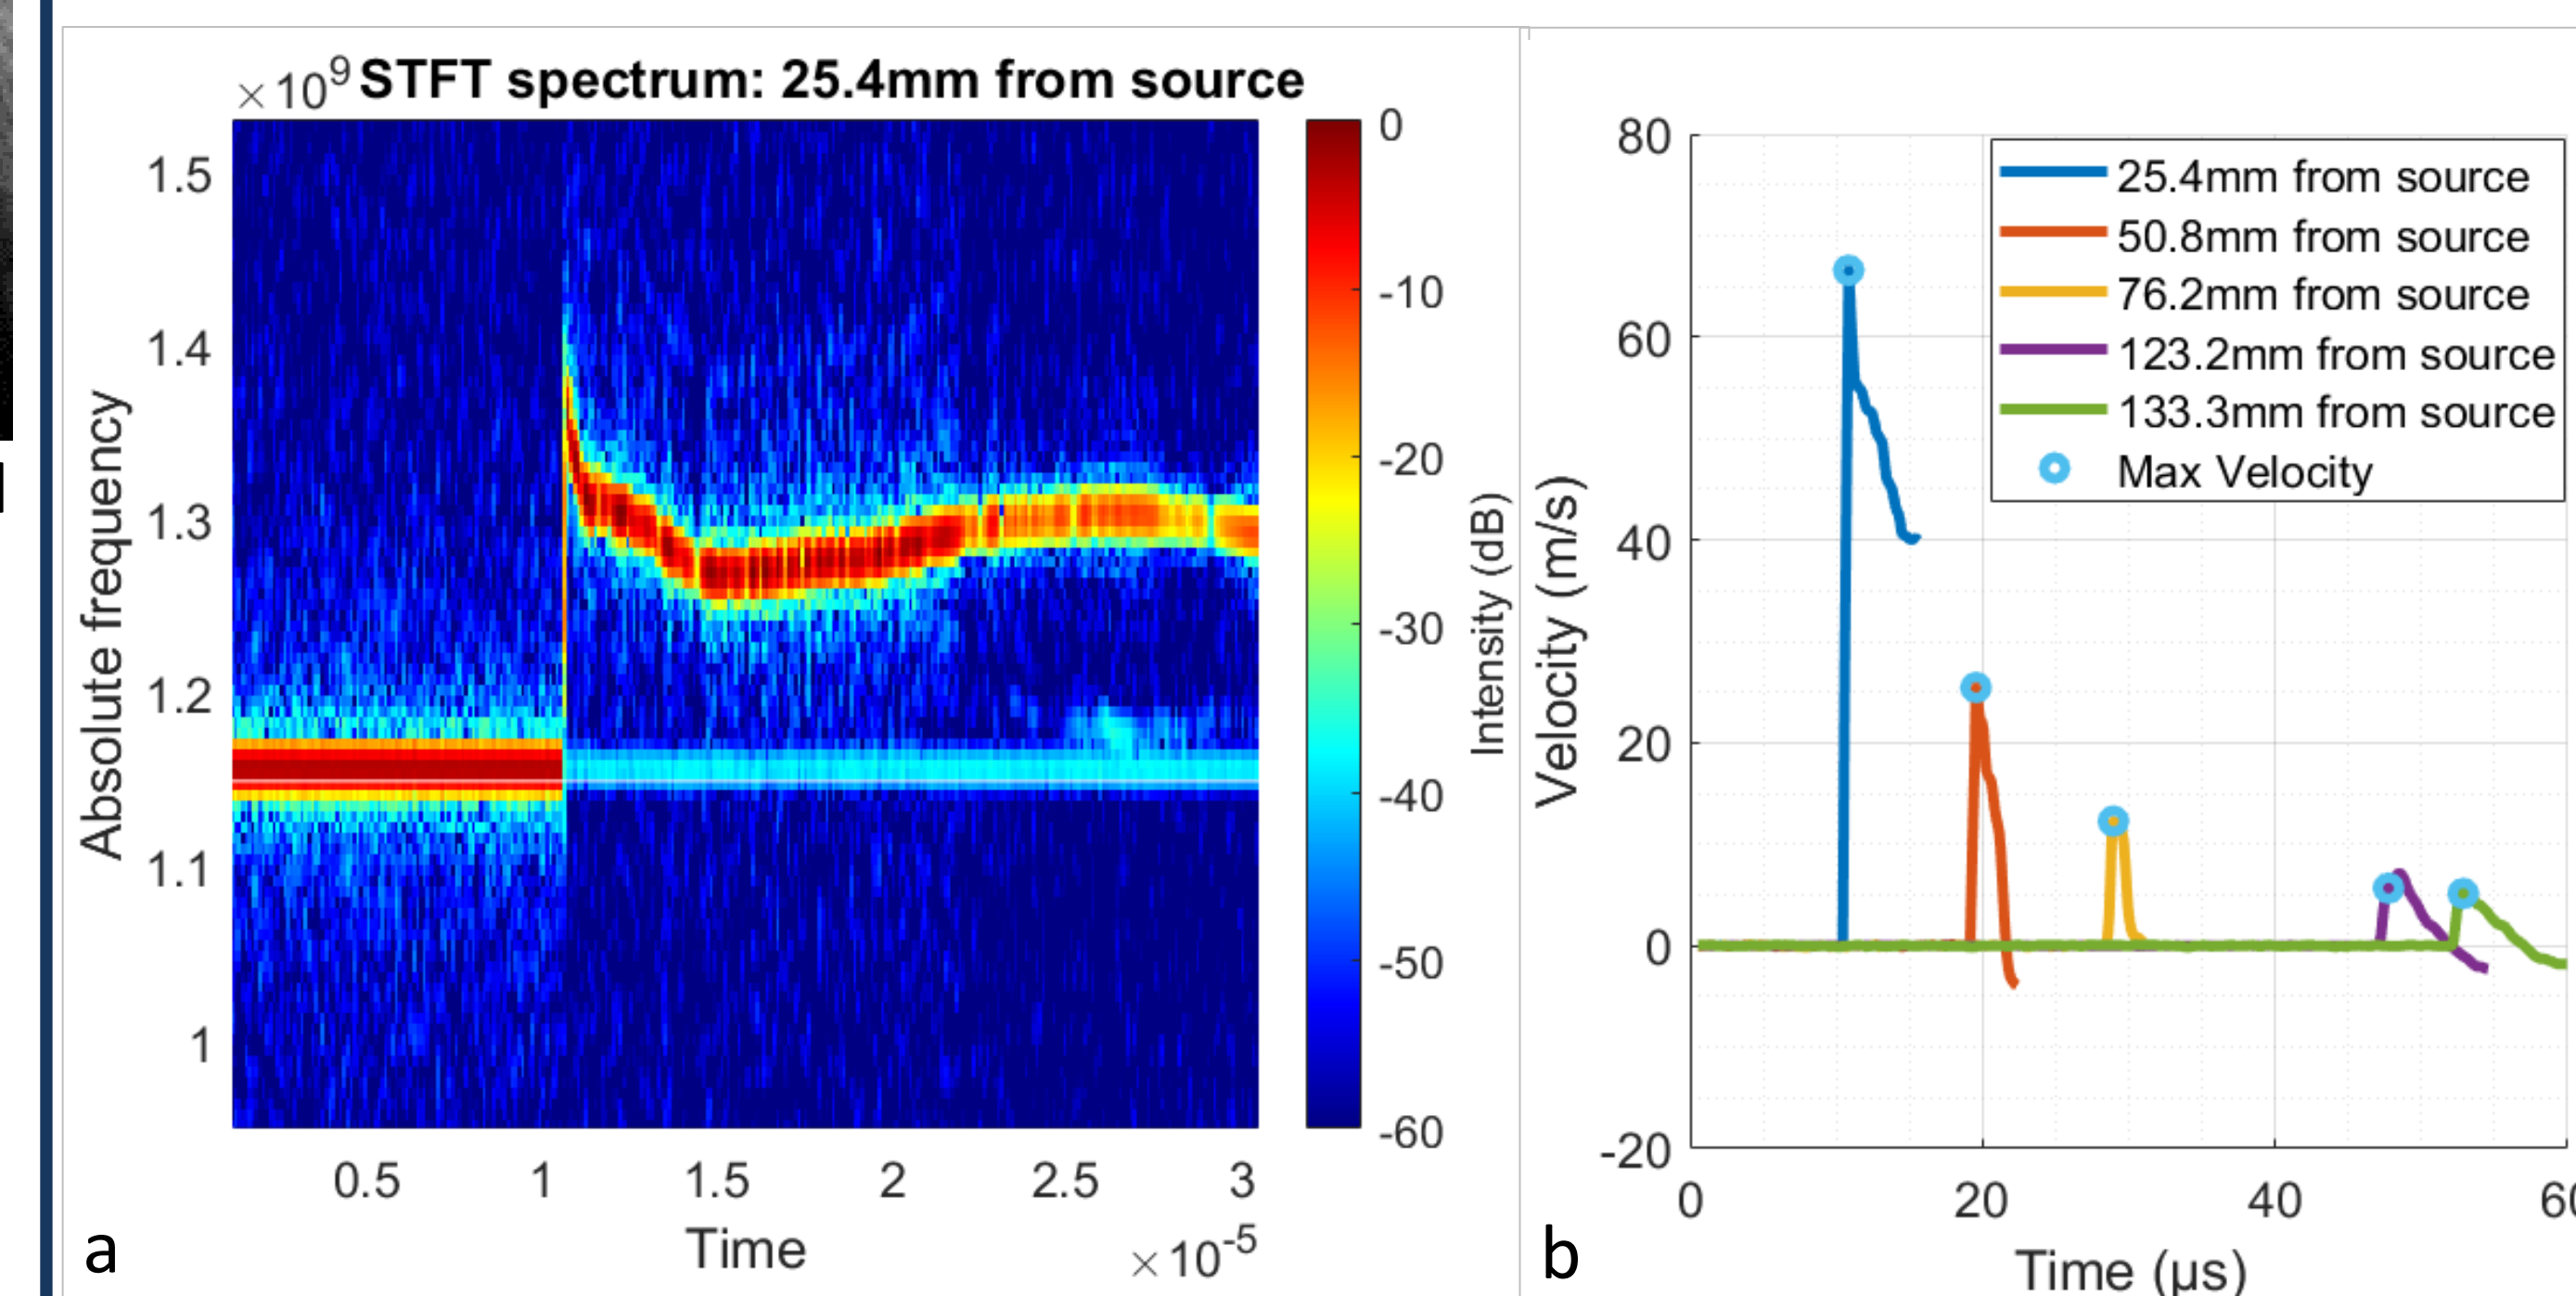 ×10⁹ STFT spectrum: 25.4mm from source
1.5
1.4
1.3
1.2
1.1
1
Absolute frequency
0.5 1 1.5 2 2.5 3
Time
×10⁻⁵
0
-10
-20
-30
-40
-50
-60
Intensity (dB)
a
80
60
40
20
0
-20
Velocity (m/s)
25.4mm from source
50.8mm from source
76.2mm from source
123.2mm from source
133.3mm from source
Max Velocity
0 20 40
Time (μs)
b